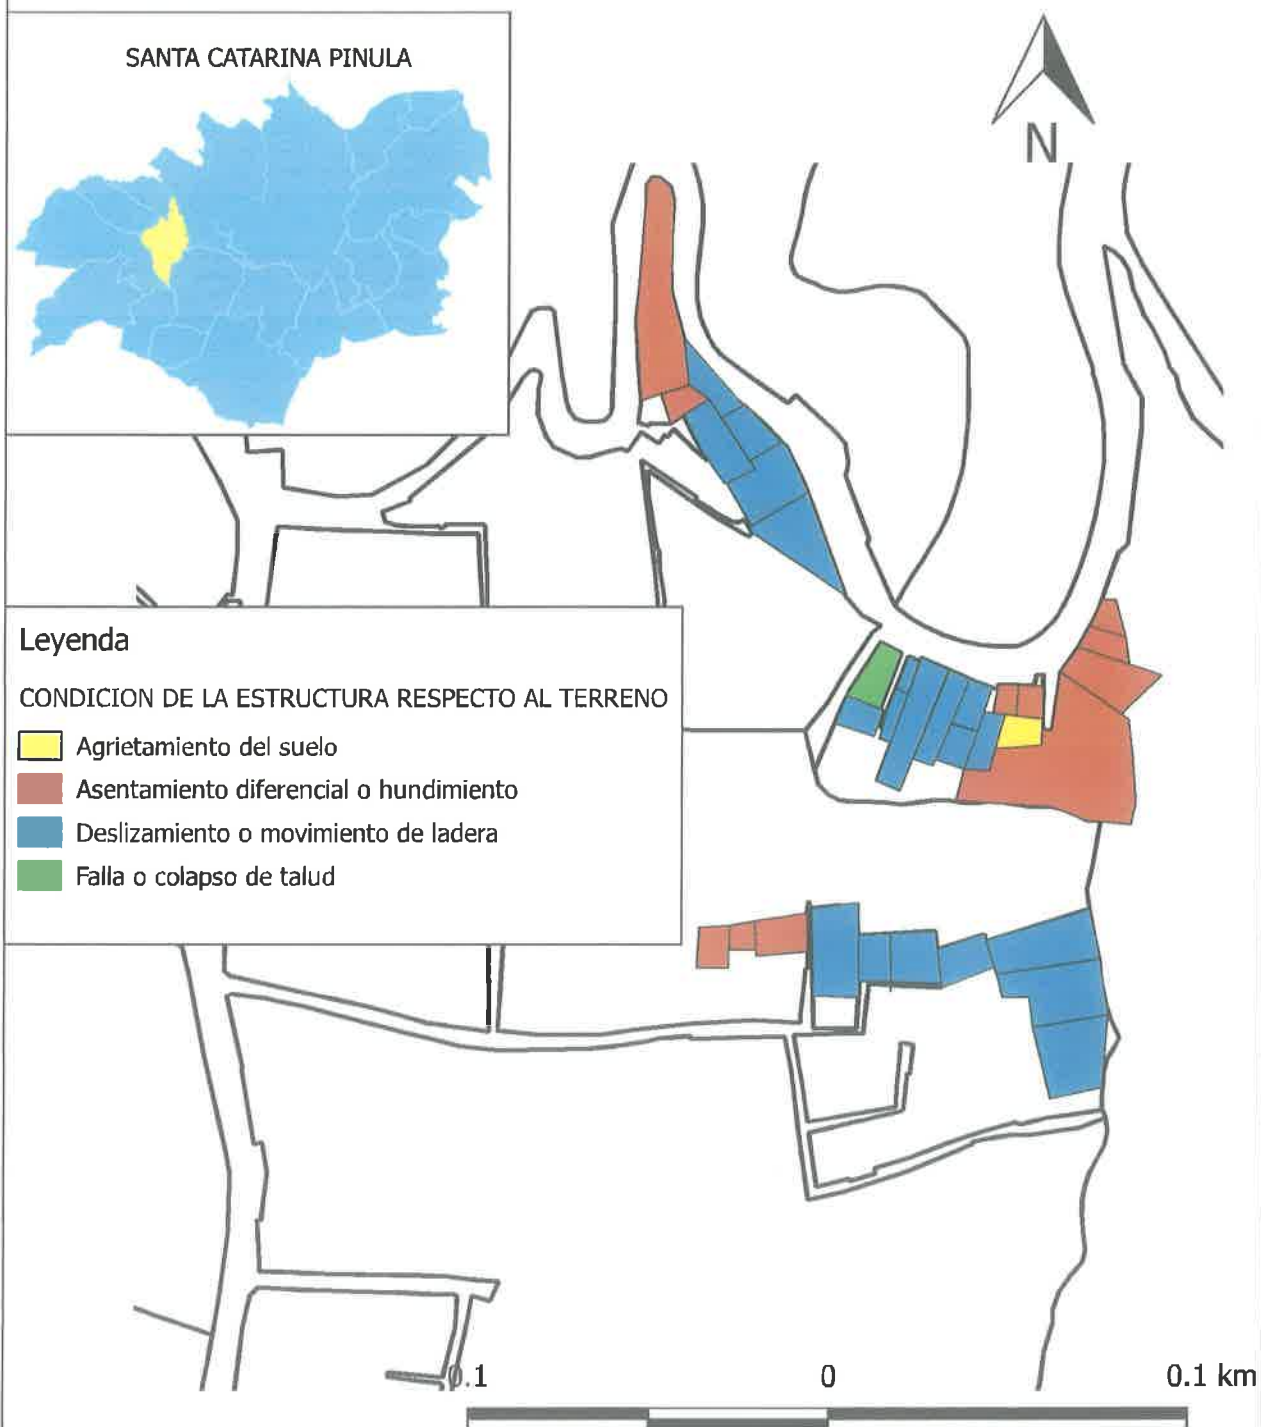 SANTA CATARINA PINULA
N
Leyenda
CONDICION DE LA ESTRUCTURA RESPECTO AL TERRENO
Agrietamiento del suelo
Asentamiento diferencial o hundimiento
Deslizamiento o movimiento de ladera
Falla o colapso de talud
0.1 0 0.1 km